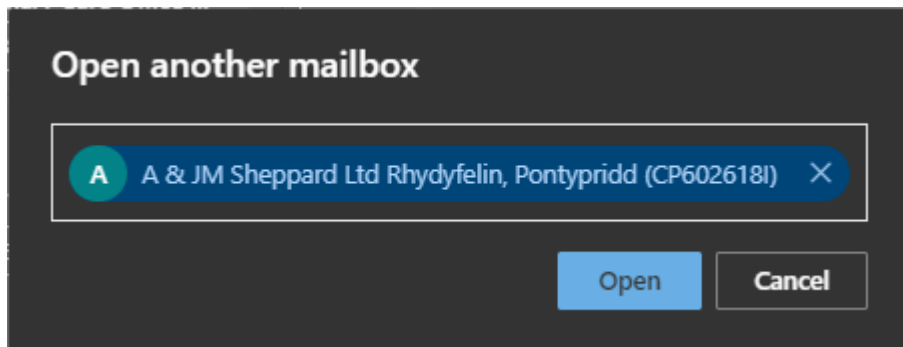 Open another mailbox
A A & JM Sheppard Ltd Rhydyfelin, Pontypridd (CP602618I)
Open Cancel